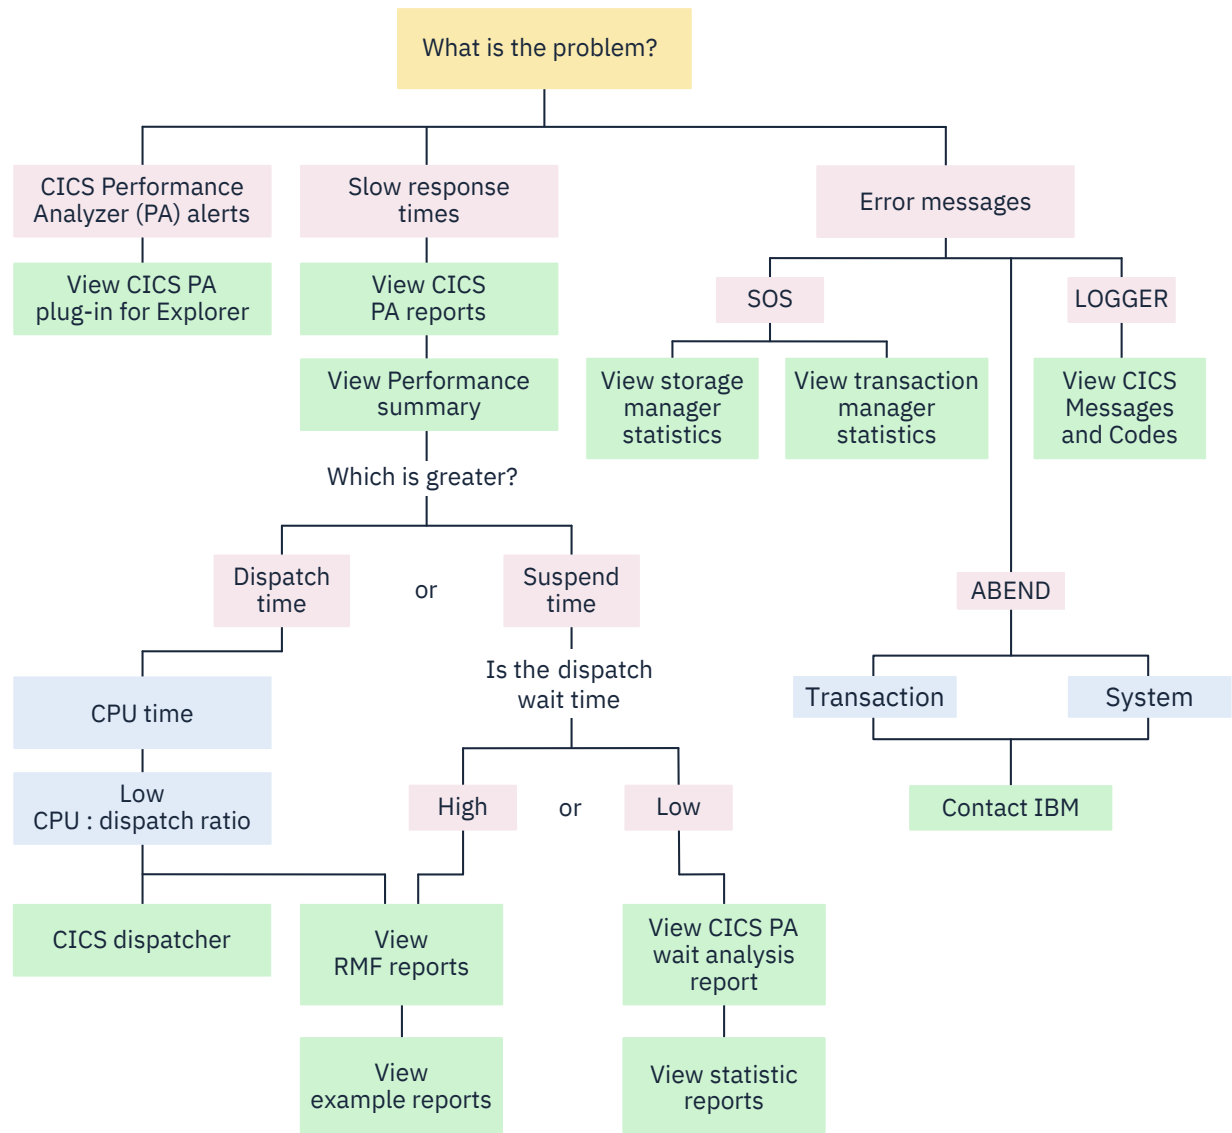 What is the problem?
CICS Performance
Analyzer (PA) alerts
Slow response
times
Error messages
View CICS PA
plug-in for Explorer
View CICS
PA reports
SOS
LOGGER
View Performance
summary
View storage
manager
statistics
View transaction
manager
statistics
View CICS
Messages
and Codes
Which is greater?
Dispatch
time
or
Suspend
time
ABEND
Is the dispatch
wait time
CPU time
Transaction
System
Low
CPU : dispatch ratio
High
or
Low
Contact IBM
CICS dispatcher
View
RMF reports
View CICS PA
wait analysis
report
View
example reports
View statistic
reports